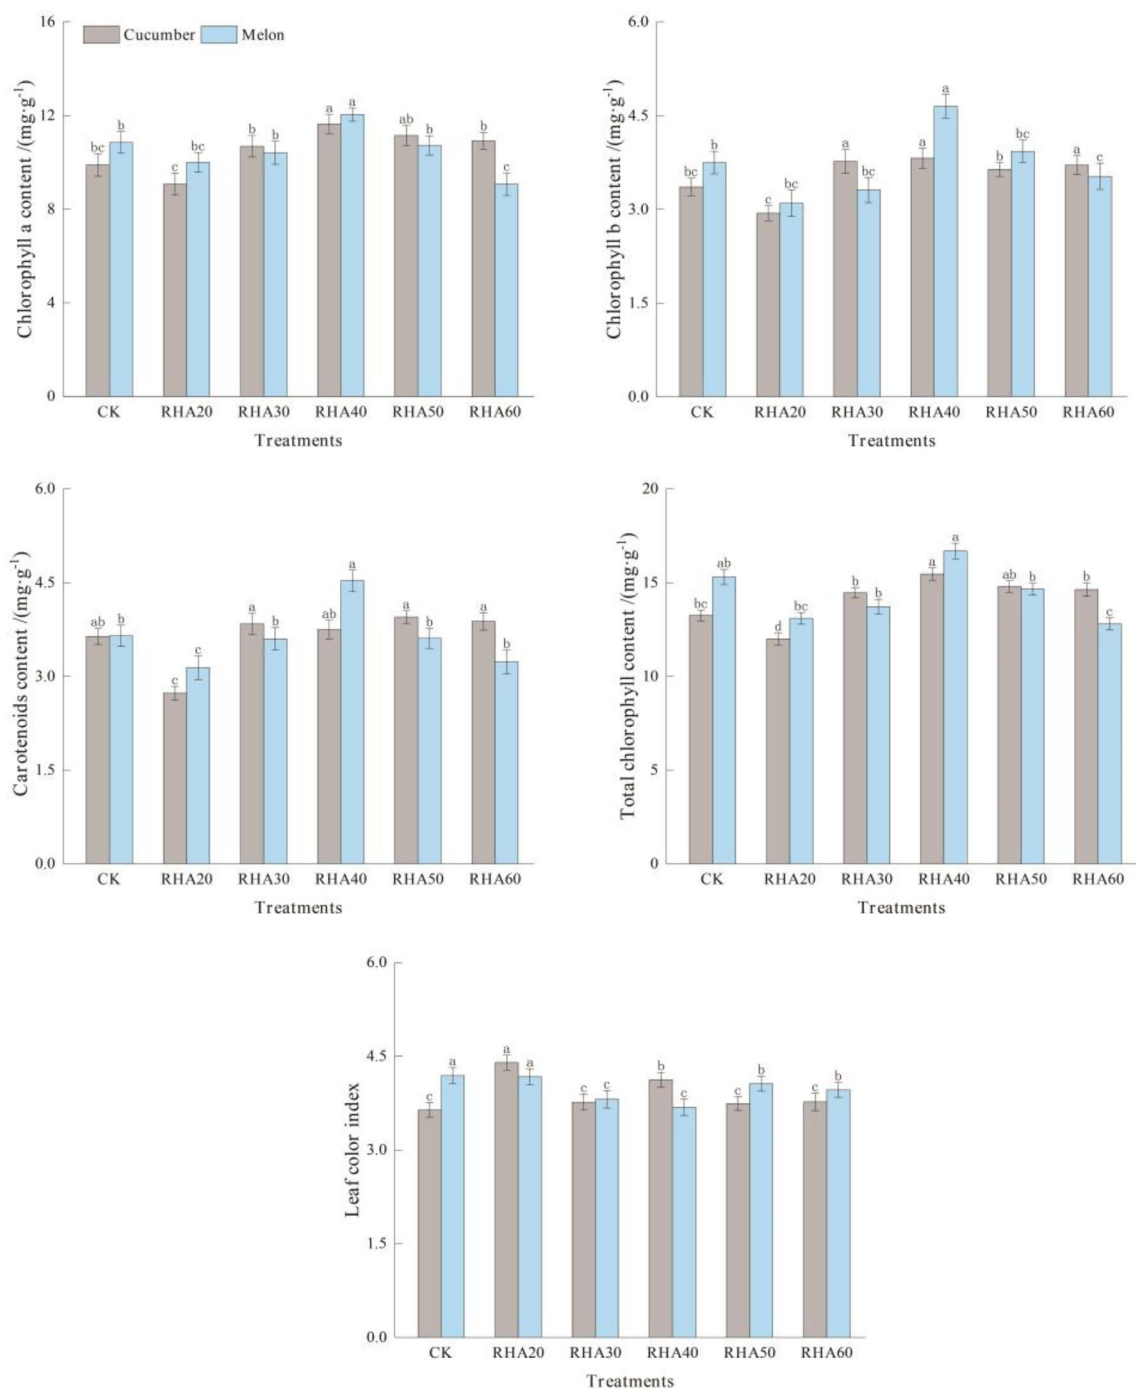 16
12
8
4
0
Chlorophyll a content /(mg·g⁻¹)
Cucumber
Melon
bc b
c bc
b b
a a
ab b
b c
CK RHA20 RHA30 RHA40 RHA50 RHA60
Treatments
6.0
4.5
3.0
1.5
0.0
Chlorophyll b content /(mg·g⁻¹)
bc b
c bc
a bc
a a
b bc
a c
CK RHA20 RHA30 RHA40 RHA50 RHA60
Treatments
6.0
4.5
3.0
1.5
0.0
Carotenoids content /(mg·g⁻¹)
ab b
c c
a b
ab a
a b
a b
CK RHA20 RHA30 RHA40 RHA50 RHA60
Treatments
20
15
10
5
0
Total chlorophyll content /(mg·g⁻¹)
bc ab
d bc
b b
a a
ab b
b c
CK RHA20 RHA30 RHA40 RHA50 RHA60
Treatments
6.0
4.5
3.0
1.5
0.0
Leaf color index
c a
a a
c c
b c
c b
c b
CK RHA20 RHA30 RHA40 RHA50 RHA60
Treatments